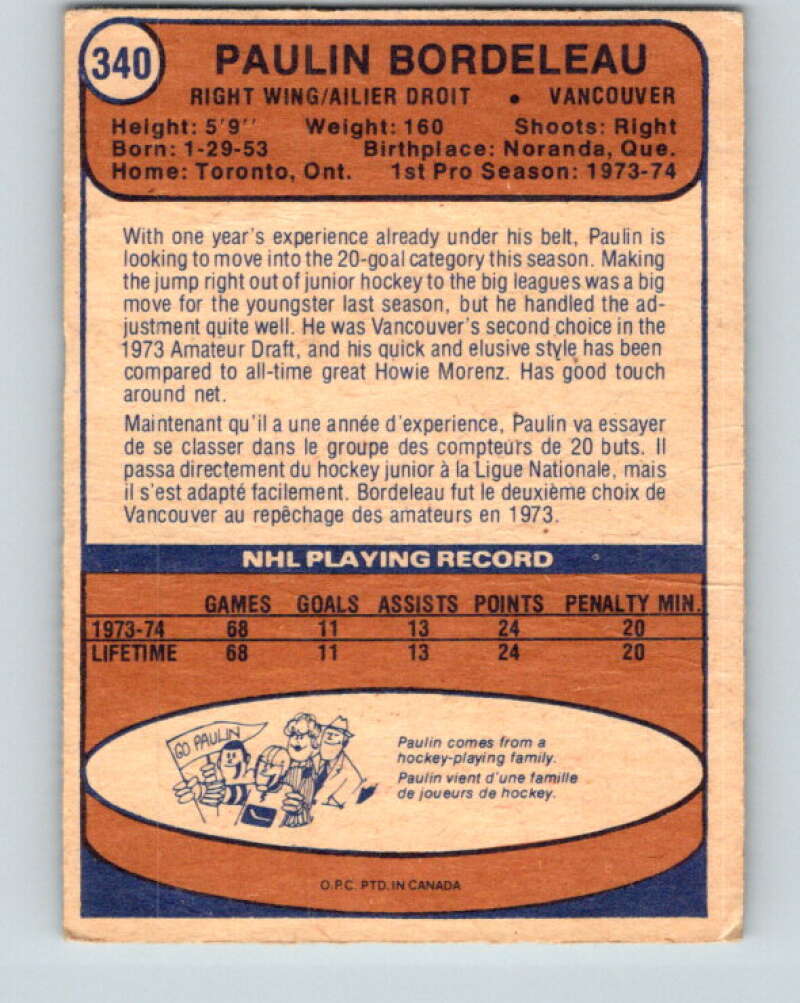 340
PAULIN BORDELEAU
RIGHT WING/AILIER DROIT • VANCOUVER
Height: 5'9'' Weight: 160 Shoots: Right
Born: 1-29-53 Birthplace: Noranda, Que.
Home: Toronto, Ont. 1st Pro Season: 1973-74
With one year's experience already under his belt, Paulin is
looking to move into the 20-goal category this season. Making
the jump right out of junior hockey to the big leagues was a big
move for the youngster last season, but he handled the ad-
justment quite well. He was Vancouver's second choice in the
1973 Amateur Draft, and his quick and elusive style has been
compared to all-time great Howie Morenz. Has good touch
around net.
Maintenant qu'il a une année d'experience, Paulin va essayer
de se classer dans le groupe des compteurs de 20 buts. Il
passa directement du hockey junior à la Ligue Nationale, mais
il s'est adapté facilement. Bordeleau fut le deuxième choix de
Vancouver au repêchage des amateurs en 1973.
NHL PLAYING RECORD
GAMES GOALS ASSISTS POINTS PENALTY MIN.
1973-74 68 11 13 24 20
LIFETIME 68 11 13 24 20
GO PAULIN
Paulin comes from a
hockey-playing family.
Paulin vient d'une famille
de joueurs de hockey.
O.P.C. PTD. IN CANADA